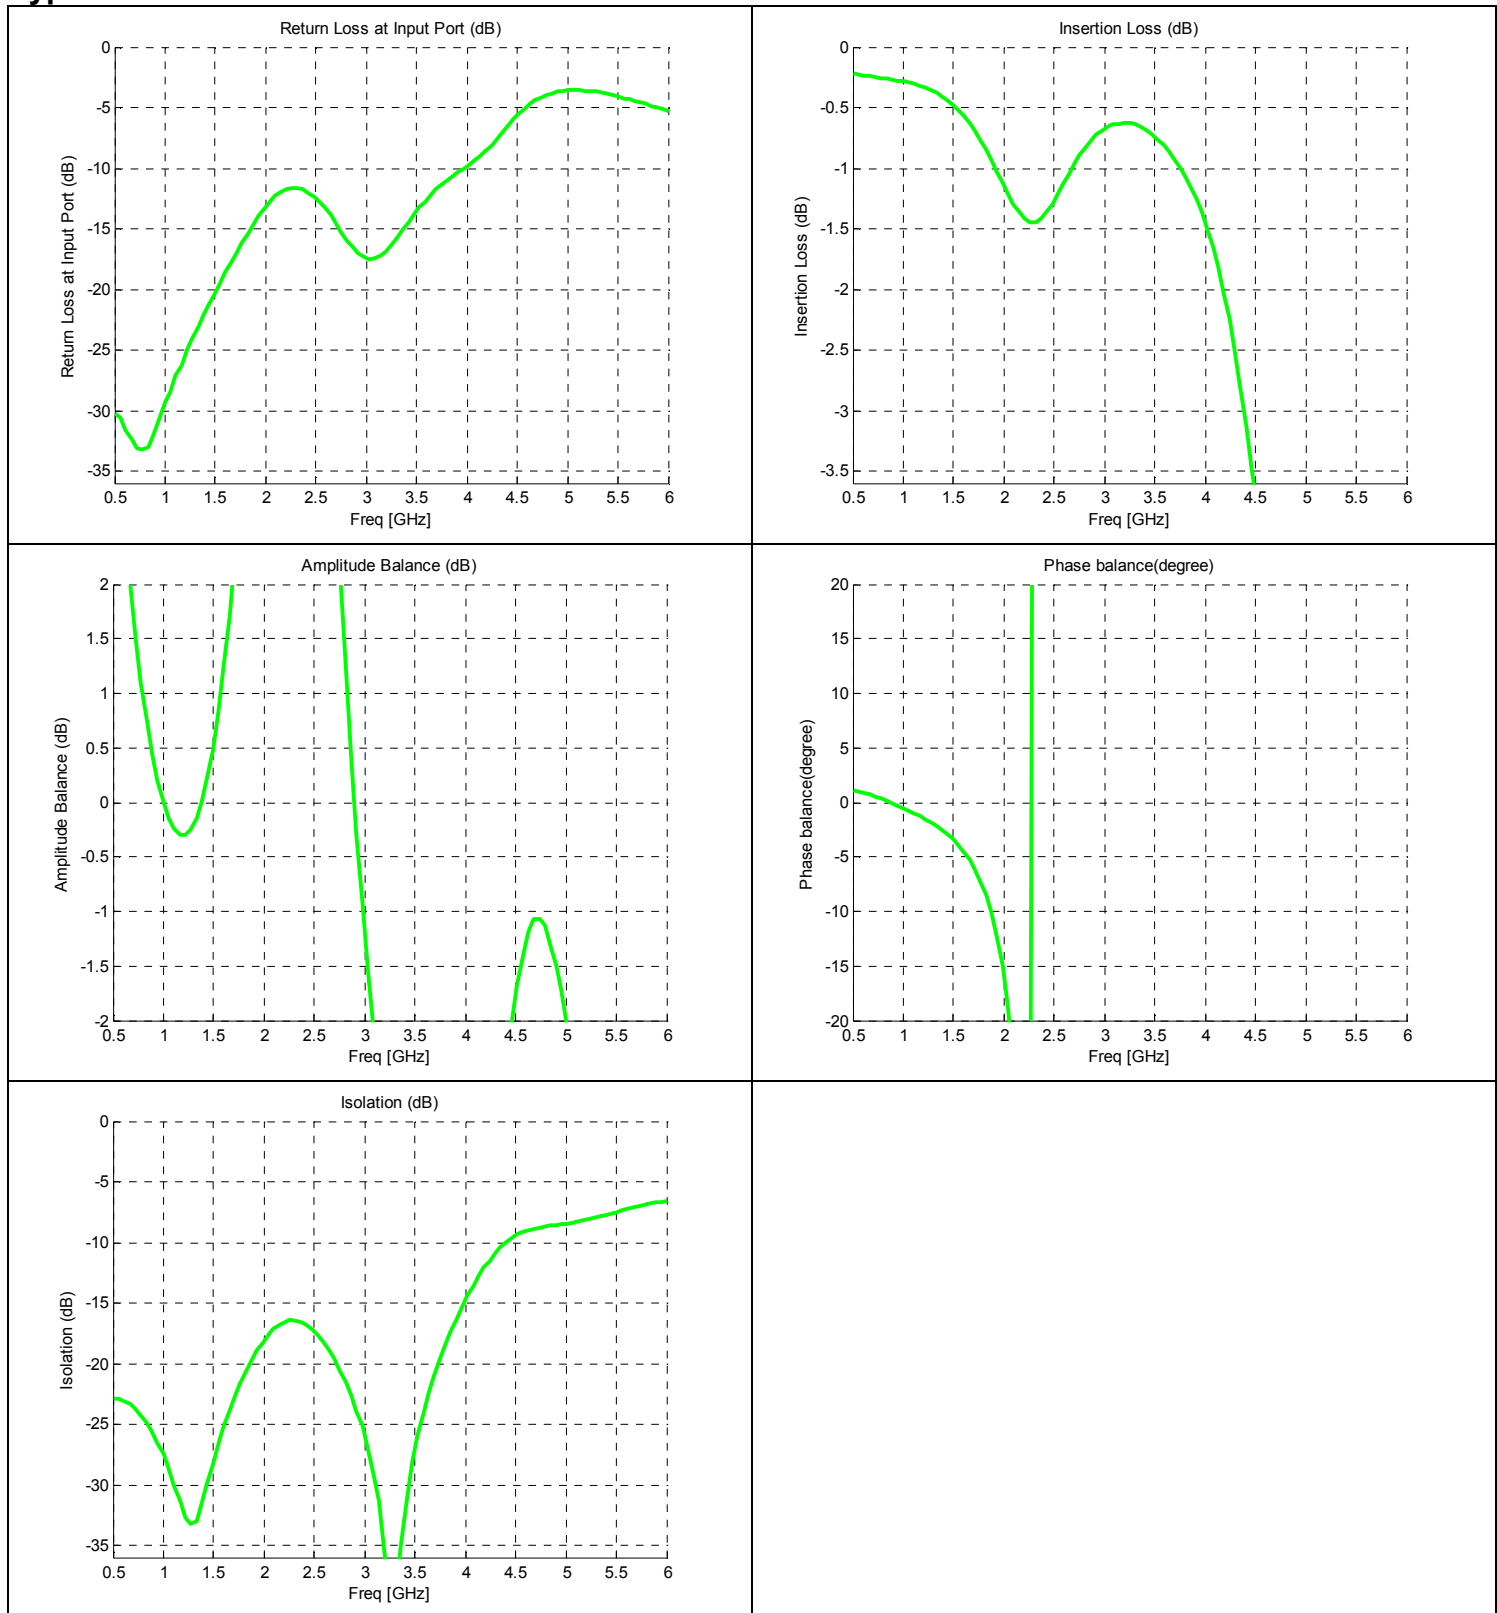 Return Loss at Input Port (dB)
0
-5
-10
-15
-20
-25
-30
-35
Return Loss at Input Port (dB)
0.5 1 1.5 2 2.5 3 3.5 4 4.5 5 5.5 6
Freq [GHz]
Insertion Loss (dB)
0
-0.5
-1
-1.5
-2
-2.5
-3
-3.5
Insertion Loss (dB)
0.5 1 1.5 2 2.5 3 3.5 4 4.5 5 5.5 6
Freq [GHz]
Amplitude Balance (dB)
2
1.5
1
0.5
0
-0.5
-1
-1.5
-2
Amplitude Balance (dB)
0.5 1 1.5 2 2.5 3 3.5 4 4.5 5 5.5 6
Freq [GHz]
Phase balance(degree)
20
15
10
5
0
-5
-10
-15
-20
Phase balance(degree)
0.5 1 1.5 2 2.5 3 3.5 4 4.5 5 5.5 6
Freq [GHz]
Isolation (dB)
0
-5
-10
-15
-20
-25
-30
-35
Isolation (dB)
0.5 1 1.5 2 2.5 3 3.5 4 4.5 5 5.5 6
Freq [GHz]